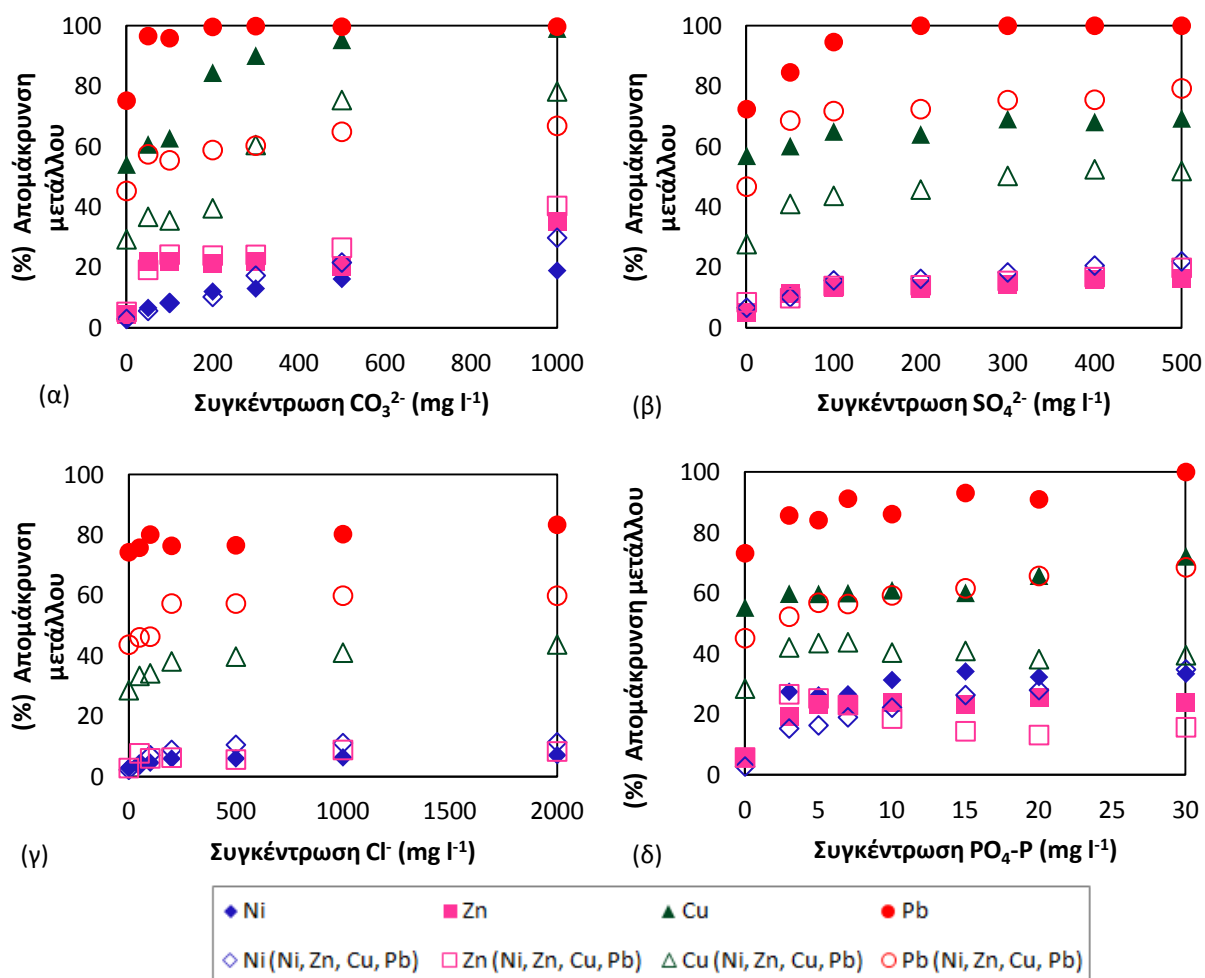 100
80
60
40
20
0
0 200 400 600 800 1000
(%) Απομάκρυνση
μετάλλου
Συγκέντρωση CO₃²⁻ (mg l⁻¹)
(α)
100
80
60
40
20
0
0 100 200 300 400 500
(%) Απομάκρυνση
μετάλλου
Συγκέντρωση SO₄²⁻ (mg l⁻¹)
(β)
100
80
60
40
20
0
0 500 1000 1500 2000
(%) Απομάκρυνση
μετάλλου
Συγκέντρωση Cl⁻ (mg l⁻¹)
(γ)
100
80
60
40
20
0
0 5 10 15 20 25 30
(%) Απομάκρυνση μετάλλου
Συγκέντρωση PO₄-P (mg l⁻¹)
(δ)
Ni Zn Cu Pb
Ni (Ni, Zn, Cu, Pb) Zn (Ni, Zn, Cu, Pb) Cu (Ni, Zn, Cu, Pb) Pb (Ni, Zn, Cu, Pb)